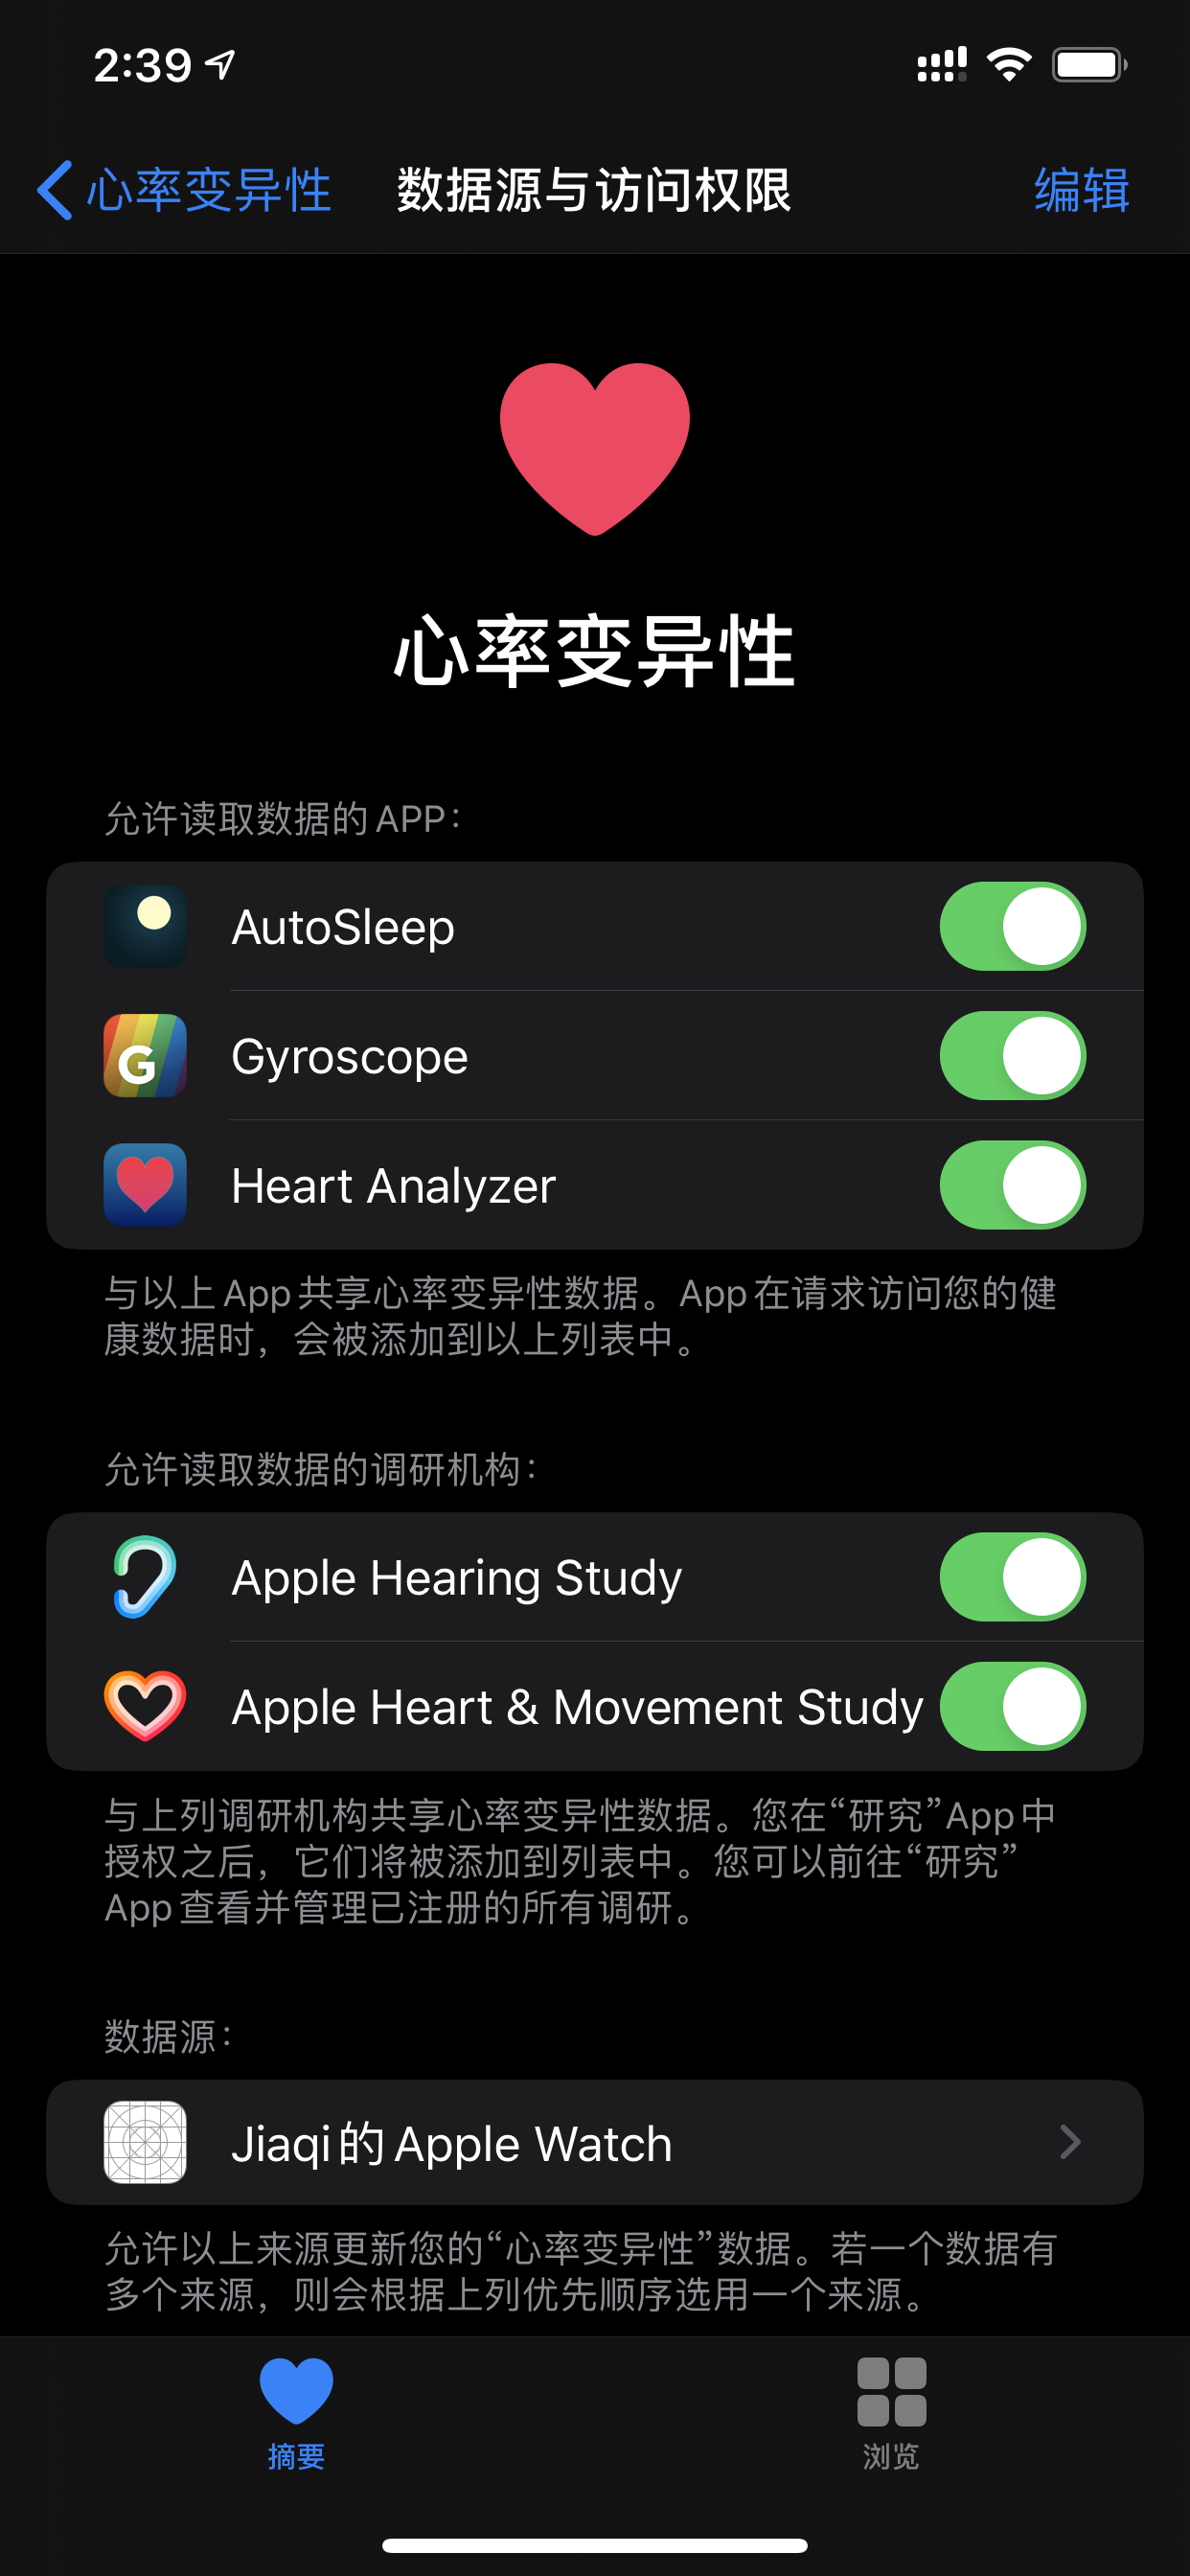 2:39
心率变异性
数据源与访问权限
编辑
心率变异性
允许读取数据的 APP：
AutoSleep
G
Gyroscope
Heart Analyzer
与以上 App 共享心率变异性数据。App 在请求访问您的健
康数据时，会被添加到以上列表中。
允许读取数据的调研机构：
Apple Hearing Study
Apple Heart & Movement Study
与上列调研机构共享心率变异性数据。您在“研究”App 中
授权之后，它们将被添加到列表中。您可以前往“研究”
App 查看并管理已注册的所有调研。
数据源：
Jiaqi 的 Apple Watch
允许以上来源更新您的“心率变异性”数据。若一个数据有
多个来源，则会根据上列优先顺序选用一个来源。
摘要
浏览